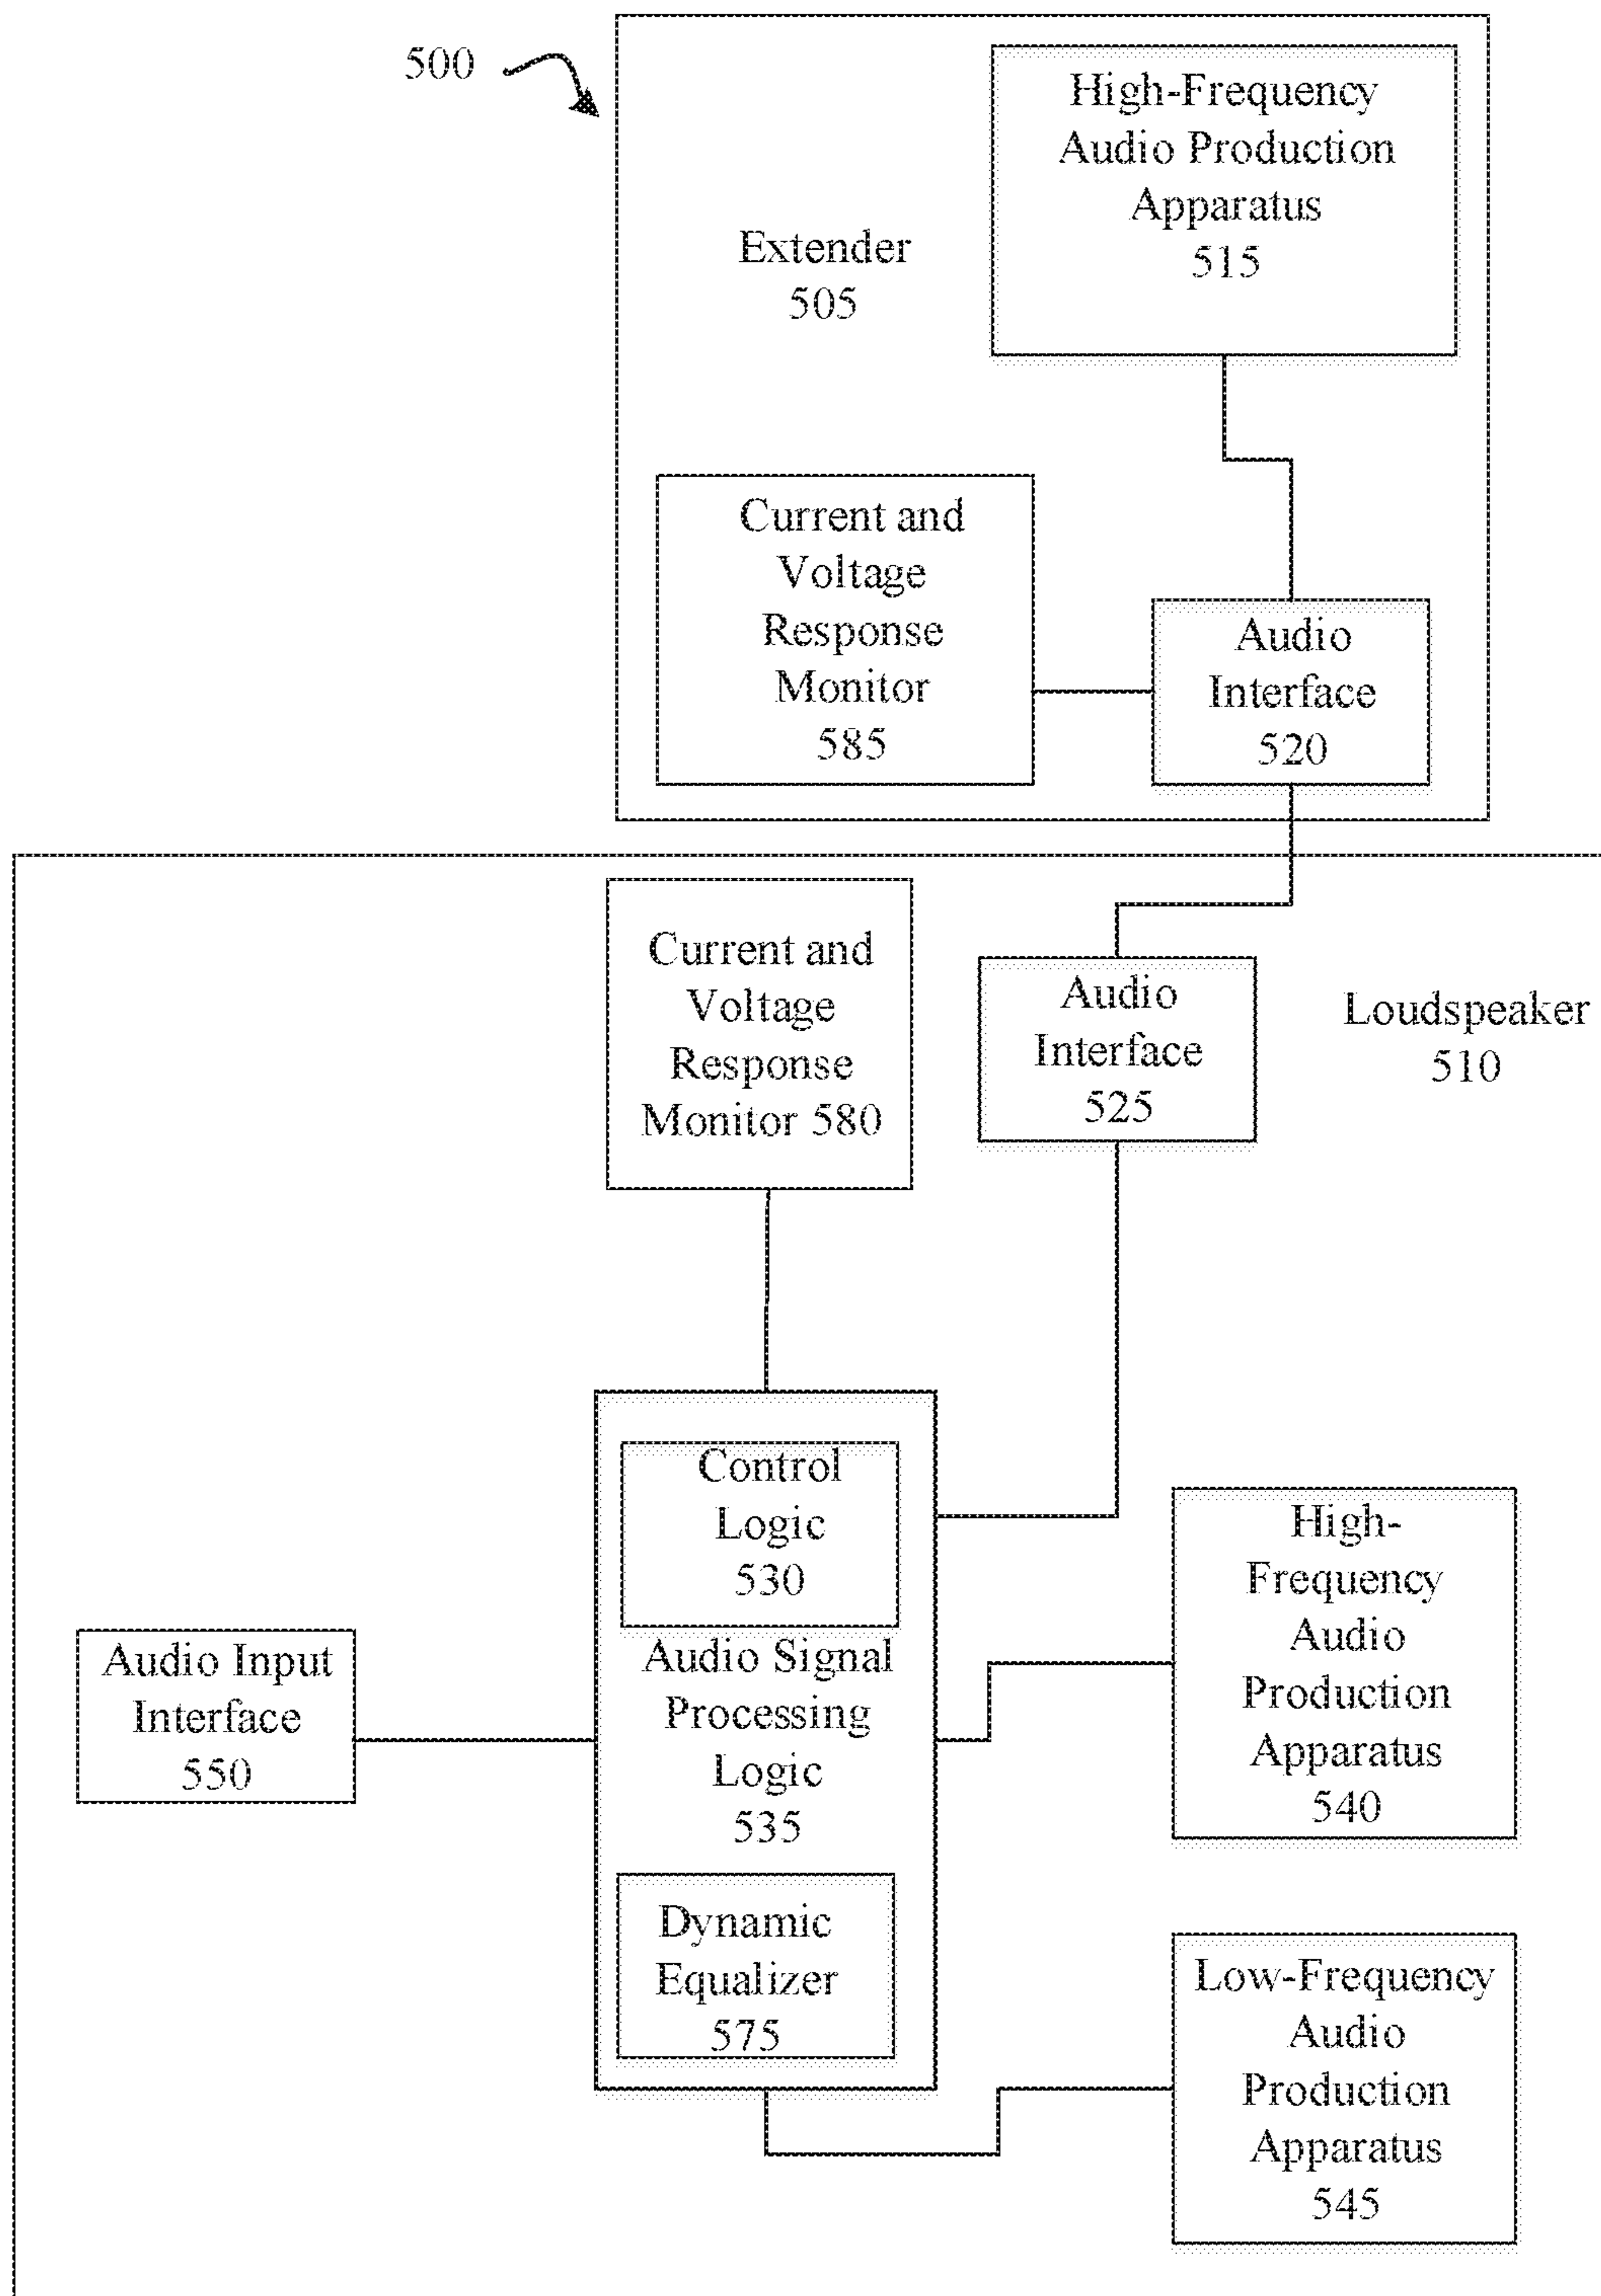 500
High-Frequency
Audio Production
Apparatus
515
Extender
505
Current and
Voltage
Response
Monitor
585
Audio
Interface
520
Current and
Voltage
Response
Monitor 580
Audio
Interface
525
Loudspeaker
510
Control
Logic
530
Audio Signal
Processing
Logic
535
Dynamic
Equalizer
575
Audio Input
Interface
550
High-
Frequency
Audio
Production
Apparatus
540
Low-Frequency
Audio
Production
Apparatus
545